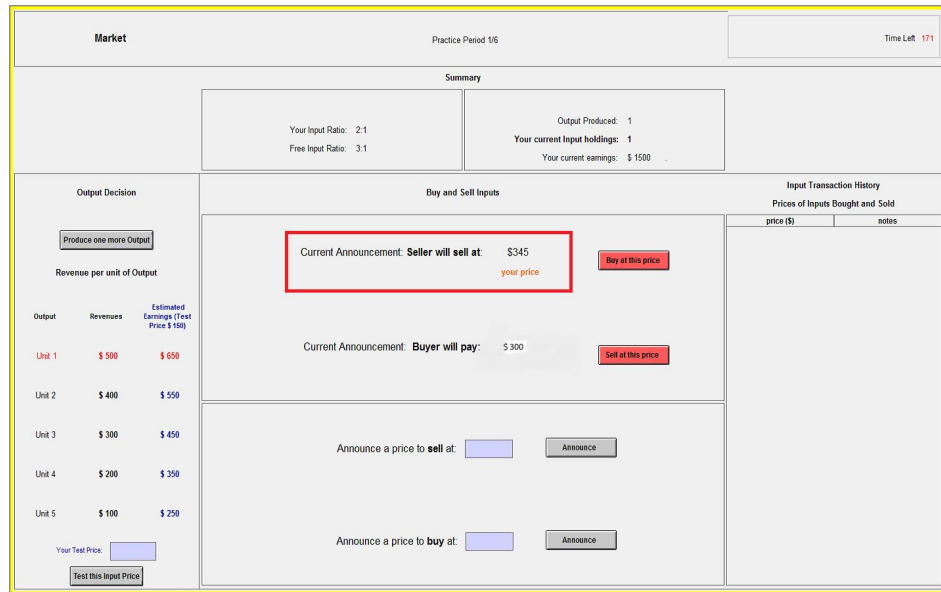 Market
Practice Period 1/6
Time Left 171
Summary
Your Input Ratio: 2:1
Free Input Ratio: 3:1
Output Produced: 1
Your current Input holdings: 1
Your current earnings: $ 1500 .
Output Decision
Produce one more Output
Revenue per unit of Output
Output Revenues Estimated Earnings (Test Price $ 150)
Unit 1 $ 500 $ 650
Unit 2 $ 400 $ 550
Unit 3 $ 300 $ 450
Unit 4 $ 200 $ 350
Unit 5 $ 100 $ 250
Your Test Price:
Test this Input Price
Buy and Sell Inputs
Current Announcement: Seller will sell at: $345
your price
Buy at this price
Current Announcement: Buyer will pay: $ 300
Sell at this price
Announce a price to sell at:
Announce
Announce a price to buy at:
Announce
Input Transaction History
Prices of Inputs Bought and Sold
price ($) notes